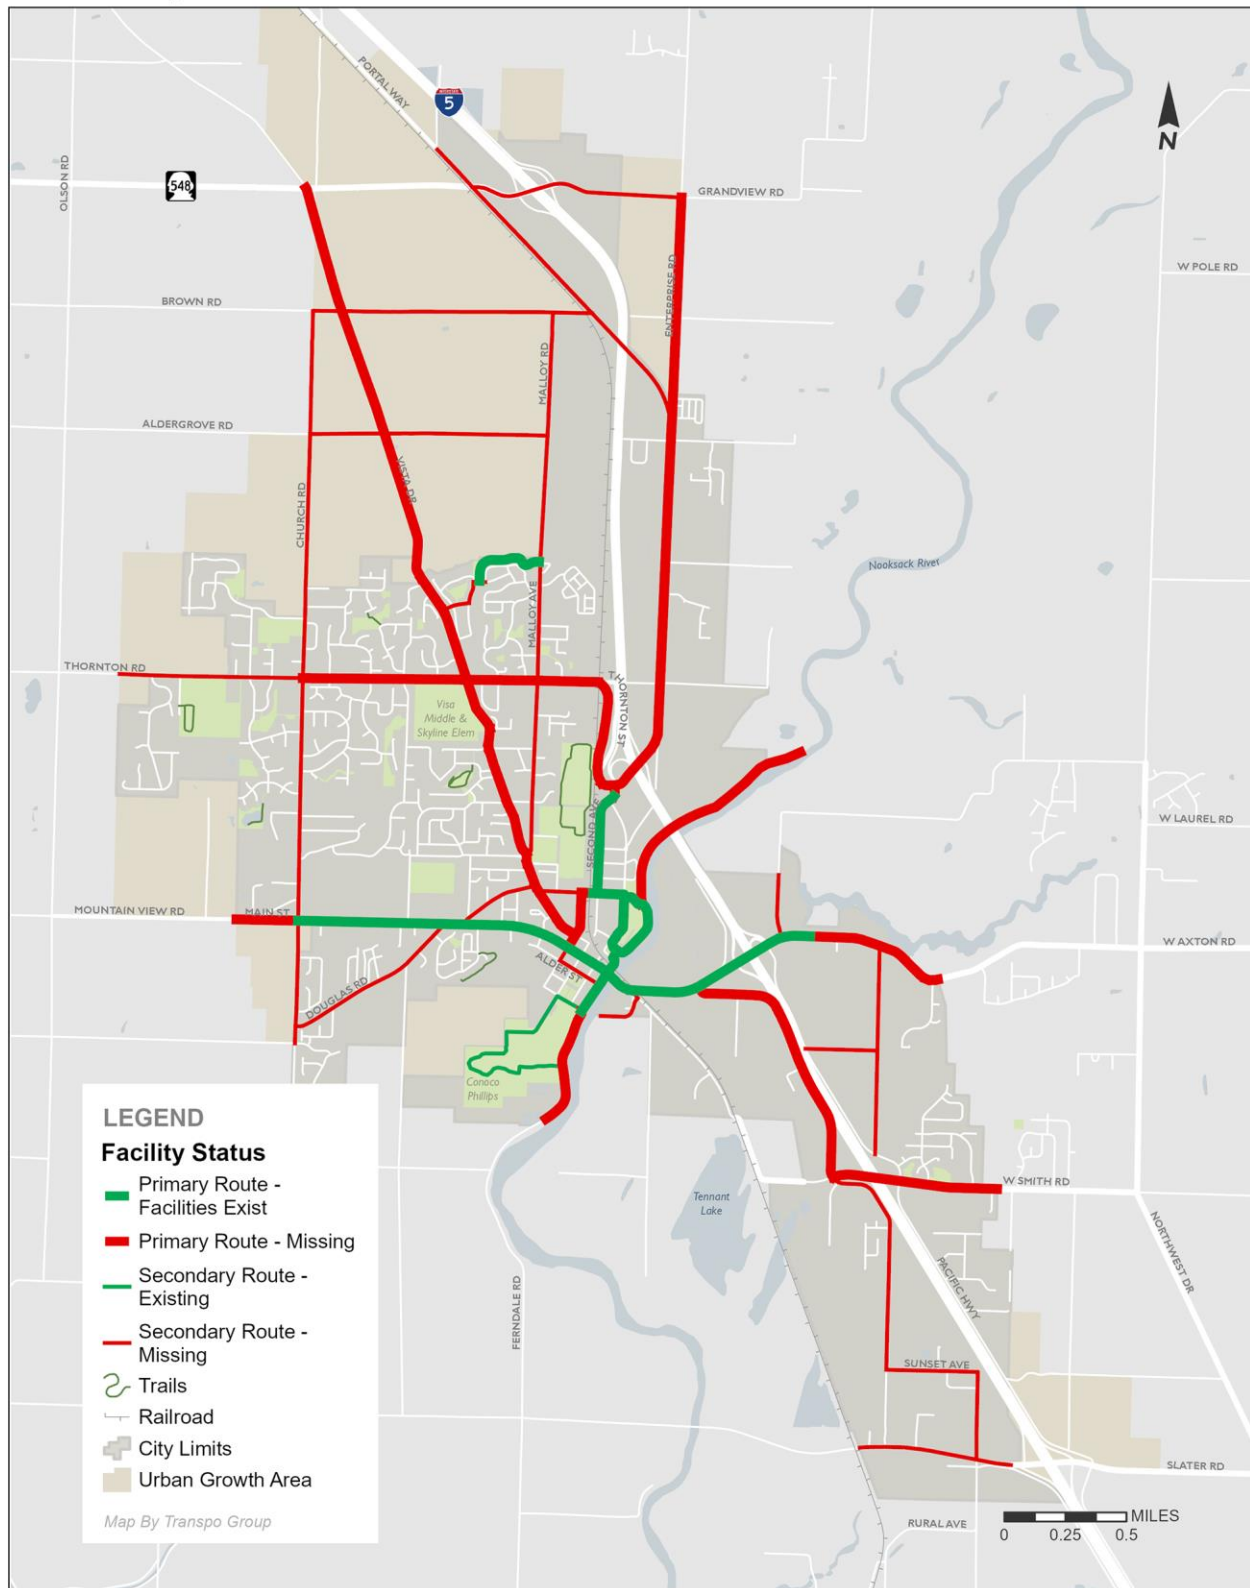 PORTAL WAY
INTERSTATE
5
N
OLSON RD
548
GRANDVIEW RD
W POLE RD
ENTERPRISE RD
BROWN RD
MALLOY RD
ALDERGROVE RD
VISTA DR
CHURCH RD
Nooksack River
MALLOY AVE
THORNTON RD
THORNTON ST
Visa
Middle &
Skyline Elem
SECOND AVE
W LAUREL RD
MOUNTAIN VIEW RD
MAIN ST
W AXTON RD
ALDER ST
DOUGLAS RD
Conoco
Phillips
LEGEND
Facility Status
Primary Route -
Facilities Exist
Primary Route - Missing
Secondary Route -
Existing
Secondary Route -
Missing
Trails
Railroad
City Limits
Urban Growth Area
Map By Transpo Group
Tennant
Lake
W SMITH RD
NORTHWEST DR
PACIFIC HWY
FERNDALE RD
SUNSET AVE
SLATER RD
RURAL AVE
MILES
0 0.25 0.5